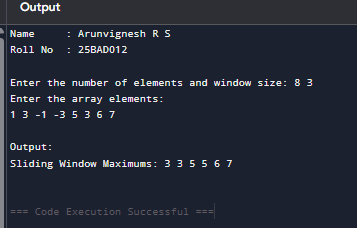 Output
Name     : Arunvignesh R S
Roll No  : 25BAD012
Enter the number of elements and window size: 8 3
Enter the array elements:
1 3 -1 -3 5 3 6 7
Output:
Sliding Window Maximums: 3 3 5 5 6 7
=== Code Execution Successful ===